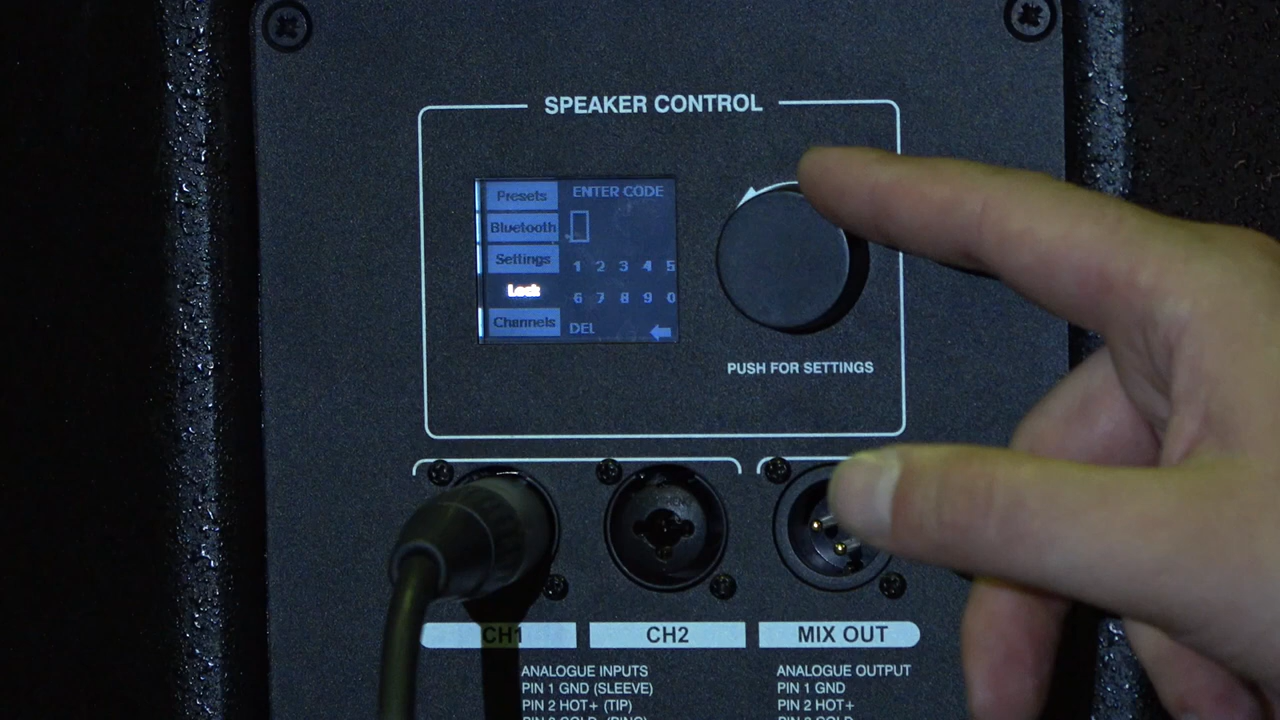 SPEAKER CONTROL
Presets
ENTER CODE
Bluetooth
Settings
1 2 3 4 5
Lock
6 7 8 9 0
Channels
DEL
PUSH FOR SETTINGS
CH1
CH2
MIX OUT
ANALOGUE INPUTS
PIN 1 GND (SLEEVE)
PIN 2 HOT+ (TIP)
ANALOGUE OUTPUT
PIN 1 GND
PIN 2 HOT+